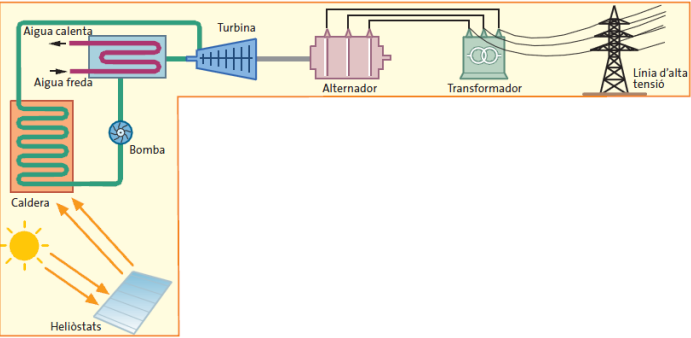 Aigua calenta
Turbina
Aigua freda
Alternador
Transformador
Línia d'alta
tensió
Bomba
Caldera
Heliòstats